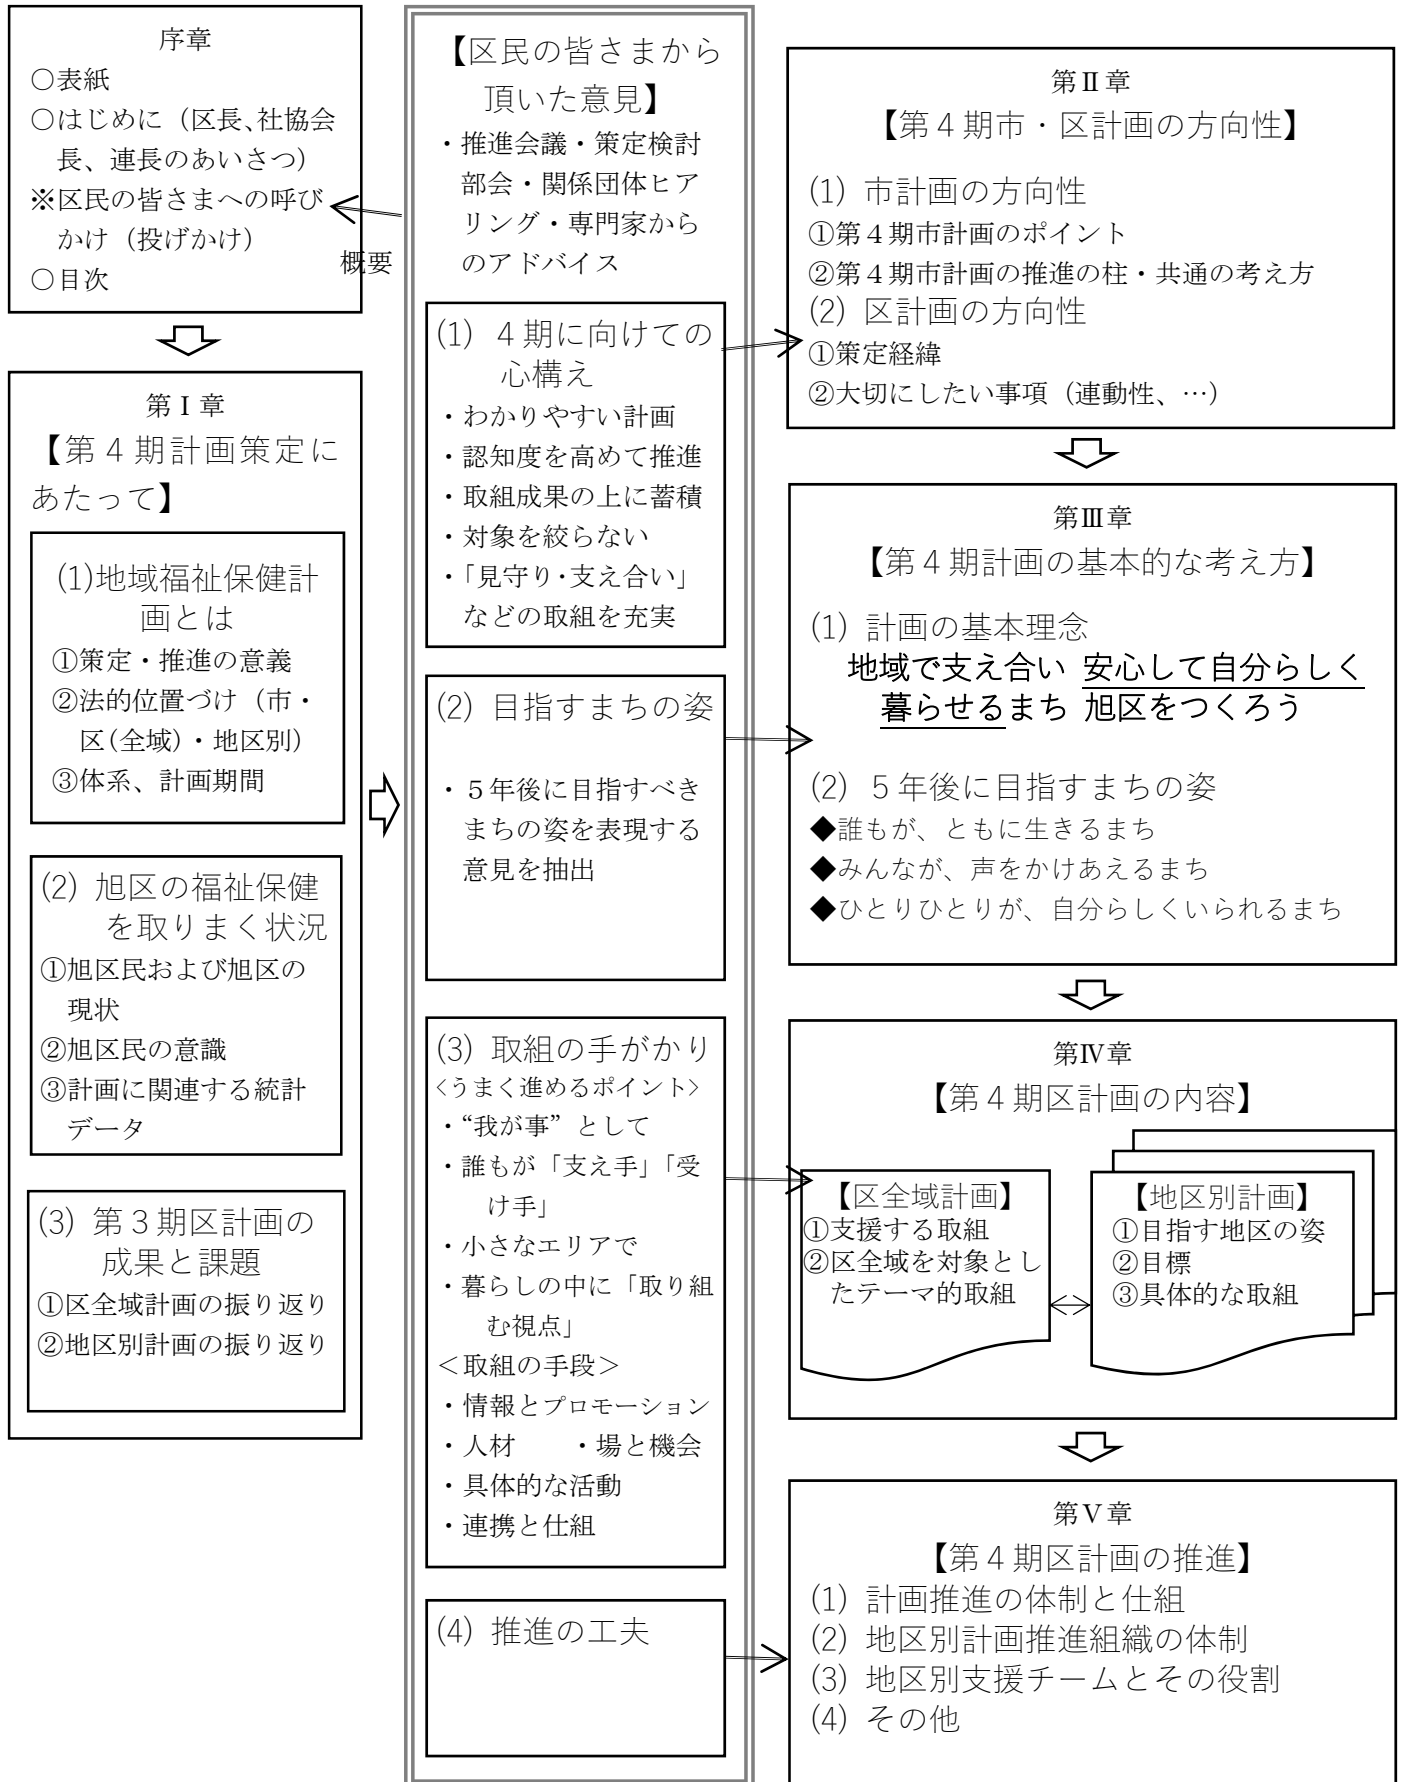 序章
○表紙
○はじめに（区長、社協会
長、連長のあいさつ）
※区民の皆さまへの呼び
かけ（投げかけ）
○目次
概要
第Ⅰ章
【第４期計画策定に
あたって】
(1)地域福祉保健計
画とは
①策定・推進の意義
②法的位置づけ（市・
区(全域)・地区別）
③体系、計画期間
(2) 旭区の福祉保健
を取りまく状況
①旭区民および旭区の
現状
②旭区民の意識
③計画に関連する統計
データ
(3) 第３期区計画の
成果と課題
①区全域計画の振り返り
②地区別計画の振り返り
【区民の皆さまから
頂いた意見】
・推進会議・策定検討
部会・関係団体ヒア
リング・専門家から
のアドバイス
(1) ４期に向けての
心構え
・わかりやすい計画
・認知度を高めて推進
・取組成果の上に蓄積
・対象を絞らない
・「見守り・支え合い」
などの取組を充実
(2) 目指すまちの姿
・５年後に目指すべき
まちの姿を表現する
意見を抽出
(3) 取組の手がかり
<うまく進めるポイント>
・“我が事”として
・誰もが「支え手」「受
け手」
・小さなエリアで
・暮らしの中に「取り組
む視点」
＜取組の手段＞
・情報とプロモーション
・人材　　・場と機会
・具体的な活動
・連携と仕組
(4) 推進の工夫
第Ⅱ章
【第４期市・区計画の方向性】
(1) 市計画の方向性
①第４期市計画のポイント
②第４期市計画の推進の柱・共通の考え方
(2) 区計画の方向性
①策定経緯
②大切にしたい事項（連動性、…）
第Ⅲ章
【第４期計画の基本的な考え方】
(1) 計画の基本理念
地域で支え合い 安心して自分らしく
暮らせるまち 旭区をつくろう
(2) ５年後に目指すまちの姿
◆誰もが、ともに生きるまち
◆みんなが、声をかけあえるまち
◆ひとりひとりが、自分らしくいられるまち
第Ⅳ章
【第４期区計画の内容】
【区全域計画】
①支援する取組
②区全域を対象とし
たテーマ的取組
【地区別計画】
①目指す地区の姿
②目標
③具体的な取組
第Ⅴ章
【第４期区計画の推進】
(1) 計画推進の体制と仕組
(2) 地区別計画推進組織の体制
(3) 地区別支援チームとその役割
(4) その他